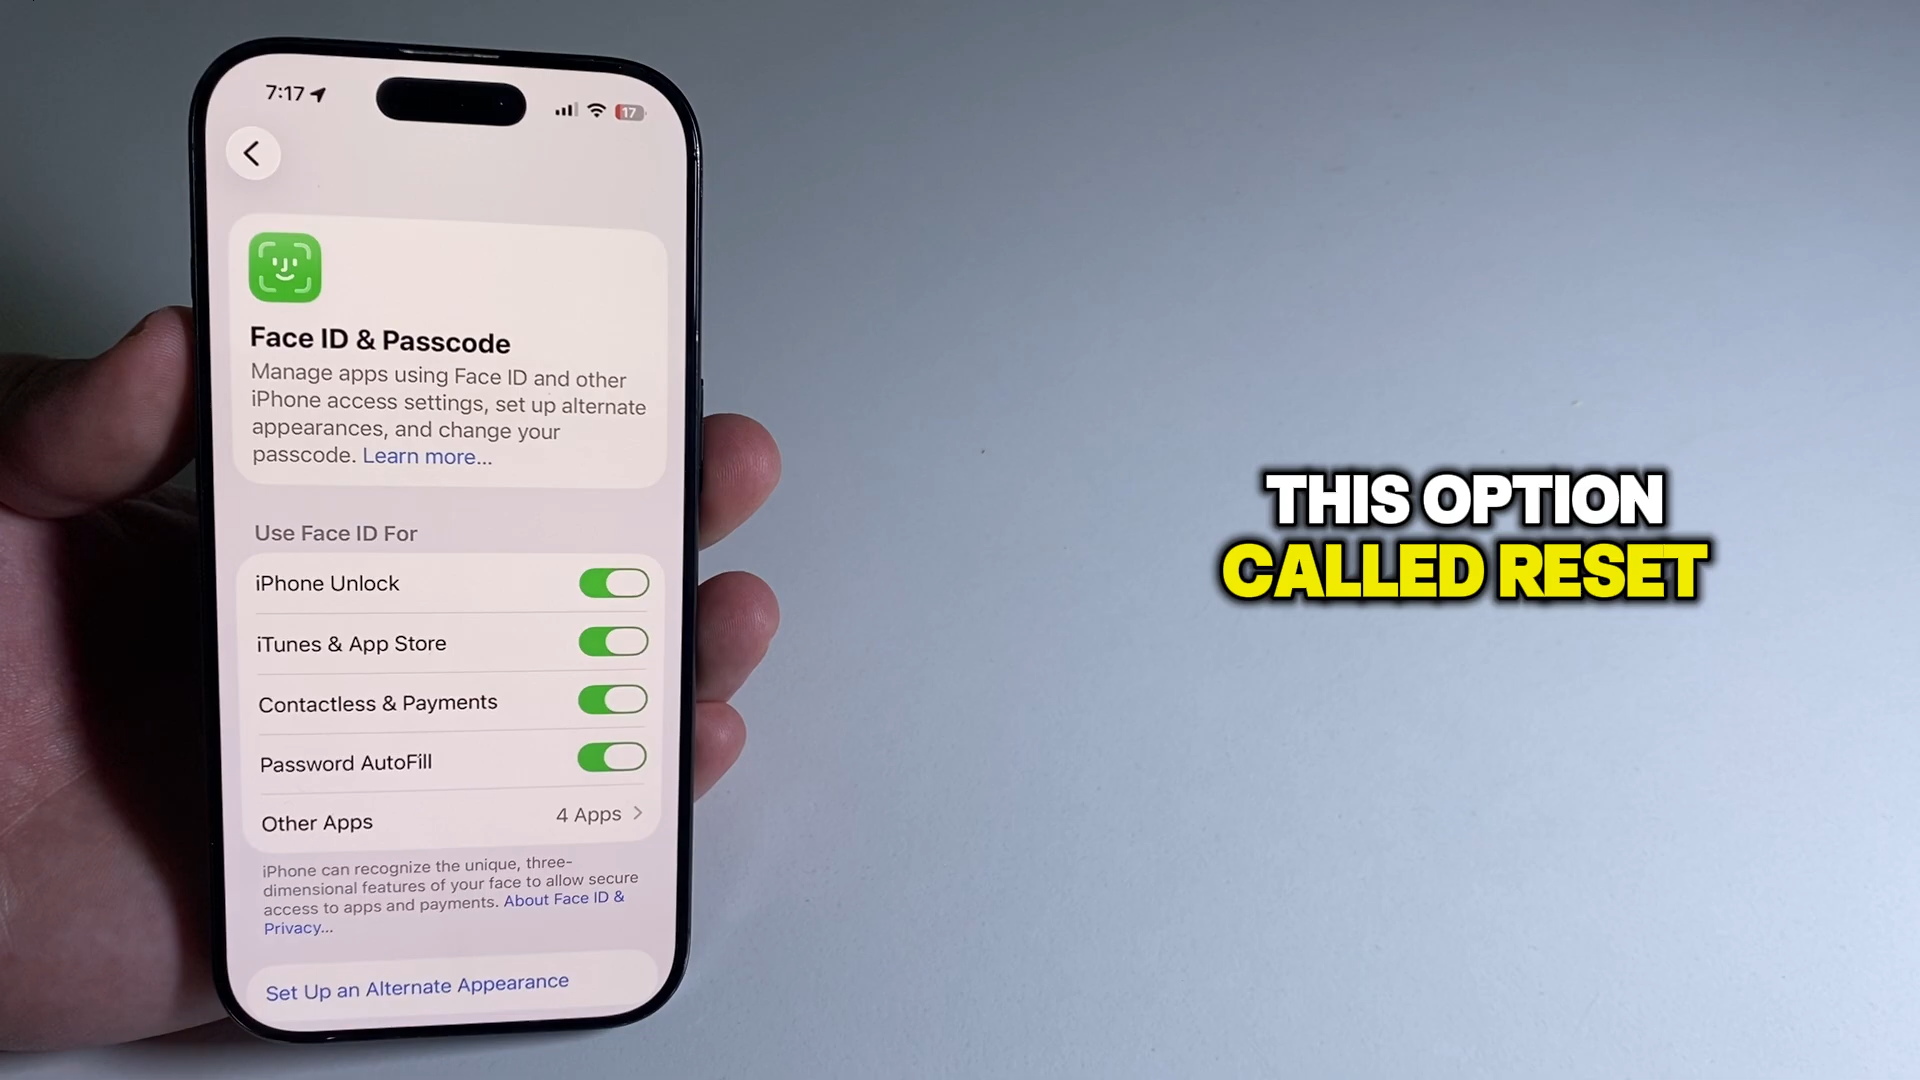 7:17
17
Face ID & Passcode
Manage apps using Face ID and other
iPhone access settings, set up alternate
appearances, and change your
passcode. Learn more...
Use Face ID For
iPhone Unlock
iTunes & App Store
Contactless & Payments
Password AutoFill
Other Apps 4 Apps
iPhone can recognize the unique, three-
dimensional features of your face to allow secure
access to apps and payments. About Face ID &
Privacy...
Set Up an Alternate Appearance
THIS OPTION
CALLED RESET